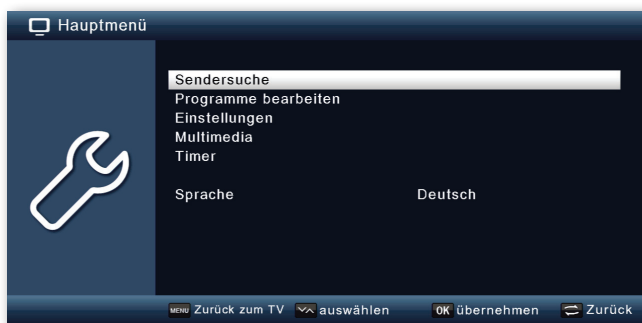 Hauptmenü
Sendersuche
Programme bearbeiten
Einstellungen
Multimedia
Timer
Sprache Deutsch
MENU Zurück zum TV auswählen OK übernehmen Zurück